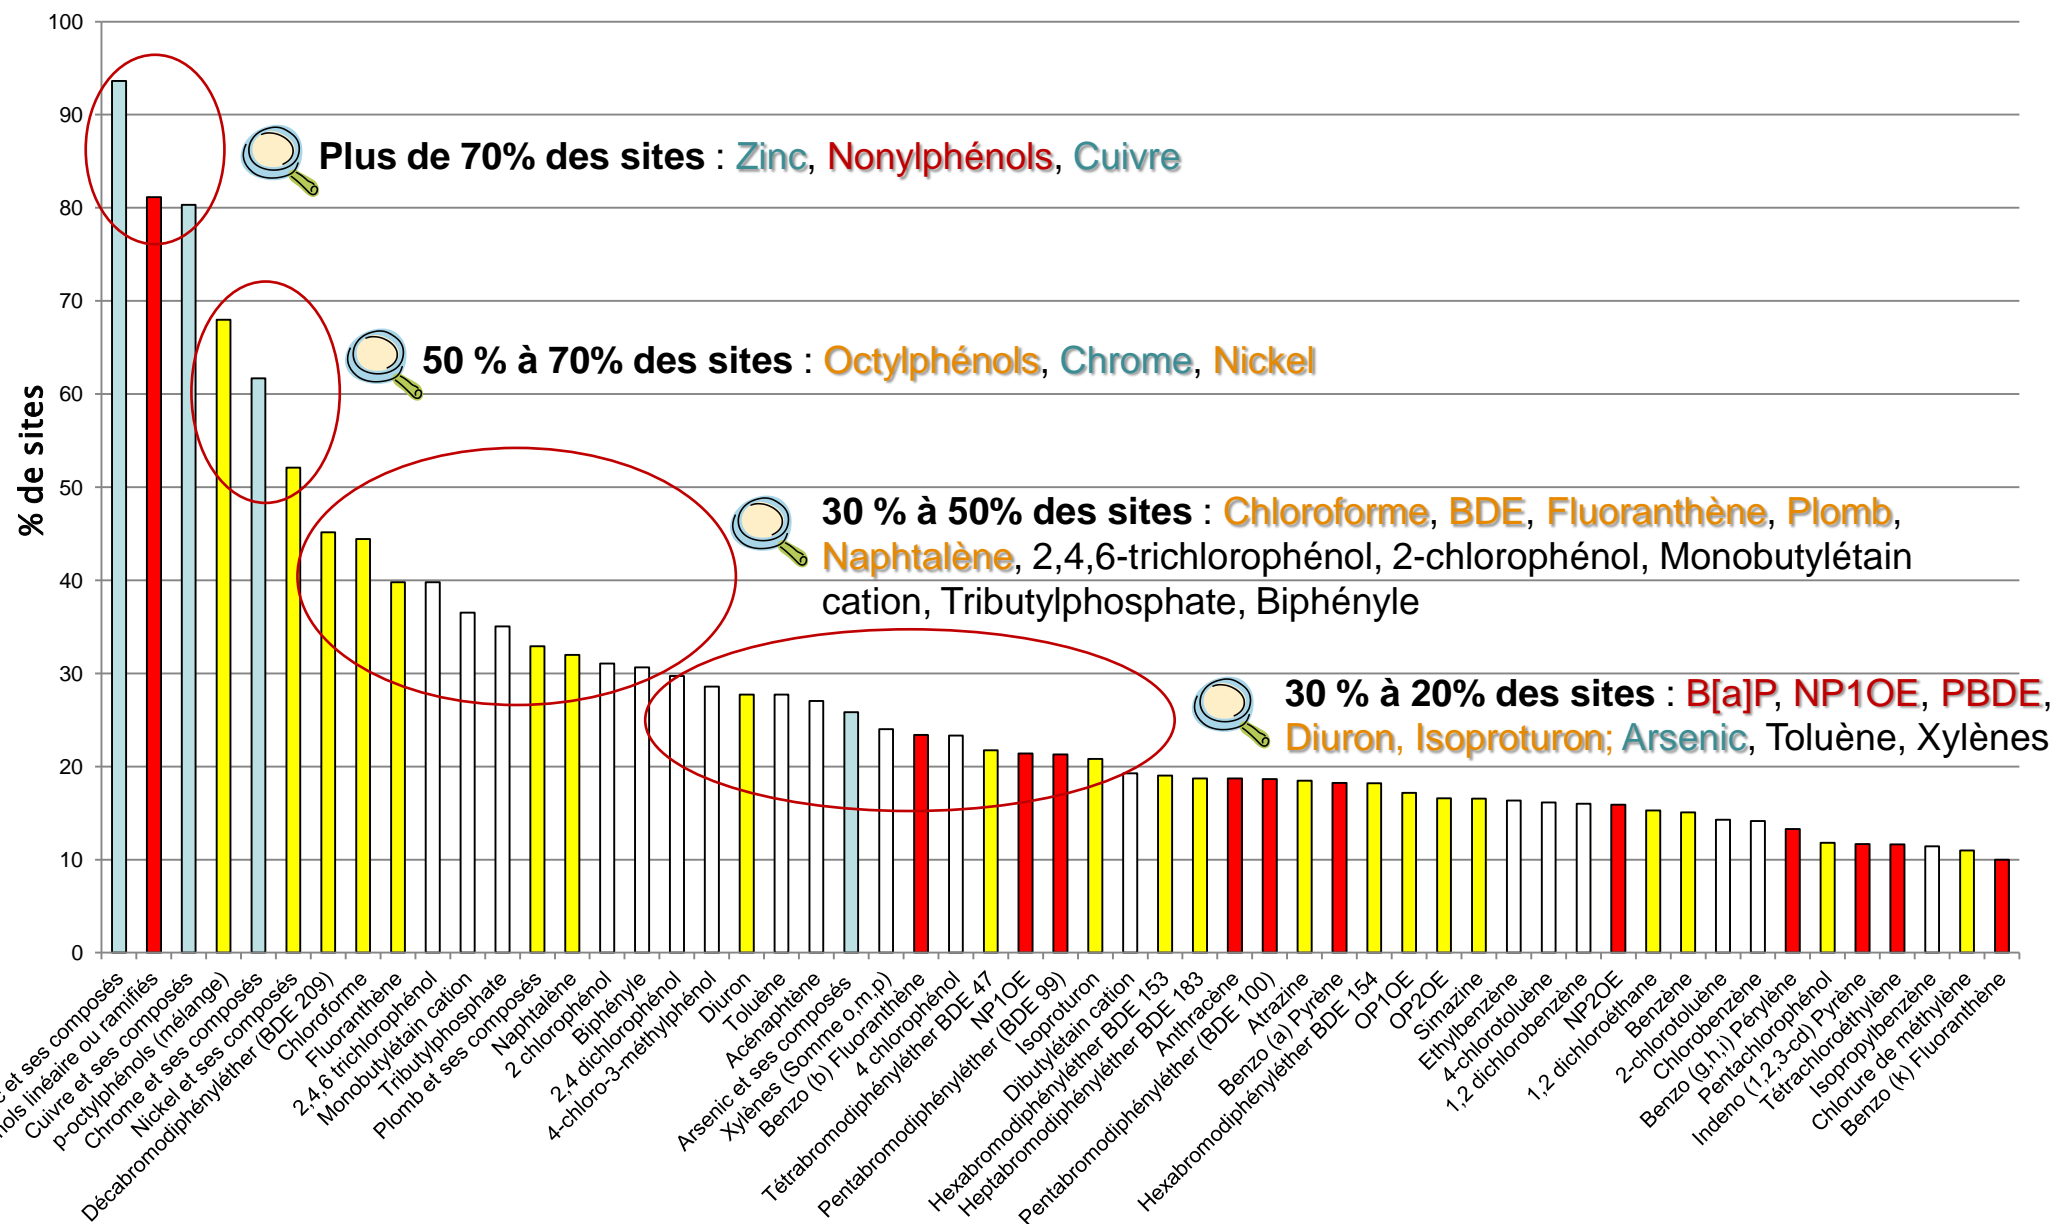 100
90
80
70
60
50
40
30
20
10
0
% de sites
Plus de 70% des sites : Zinc, Nonylphénols, Cuivre
50 % à 70% des sites : Octylphénols, Chrome, Nickel
30 % à 50% des sites : Chloroforme, BDE, Fluoranthène, Plomb,
Naphtalène, 2,4,6-trichlorophénol, 2-chlorophénol, Monobutylétain
cation, Tributylphosphate, Biphényle
30 % à 20% des sites : B[a]P, NP1OE, PBDE,
Diuron, Isoproturon; Arsenic, Toluène, Xylènes
et ses composés
linéaire ou ramifiés
Cuivre et ses composés
p-octylphénols (mélange)
Chrome et ses composés
Nickel et ses composés
Décabromodiphényléther (BDE 209)
Chloroforme
Fluoranthène
2,4,6 trichlorophénol
Monobutylétain cation
Tributylphosphate
Plomb et ses composés
Naphtalène
2 chlorophénol
Biphényle
2,4 dichlorophénol
4-chloro-3-méthylphénol
Diuron
Toluène
Acénaphtène
Arsenic et ses composés
Xylènes (Somme o,m,p)
Benzo (b) Fluoranthène
4 chlorophénol
Tétrabromodiphényléther BDE 47
NP1OE
Pentabromodiphényléther (BDE 99)
Isoproturon
Dibutylétain cation
Hexabromodiphényléther BDE 153
Heptabromodiphényléther BDE 183
Anthracène
Pentabromodiphényléther (BDE 100)
Atrazine
Benzo (a) Pyrène
Hexabromodiphényléther BDE 154
OP1OE
OP2OE
Simazine
Ethylbenzène
4-chlorotoluène
1,2 dichlorobenzène
NP2OE
1,2 dichloroéthane
Benzène
2-chlorotoluène
Chlorobenzène
Benzo (g,h,i) Pérylène
Pentachlorophénol
Indeno (1,2,3-cd) Pyrène
Tétrachloroéthylène
Isopropylbenzène
Chlorure de méthylène
Benzo (k) Fluoranthène